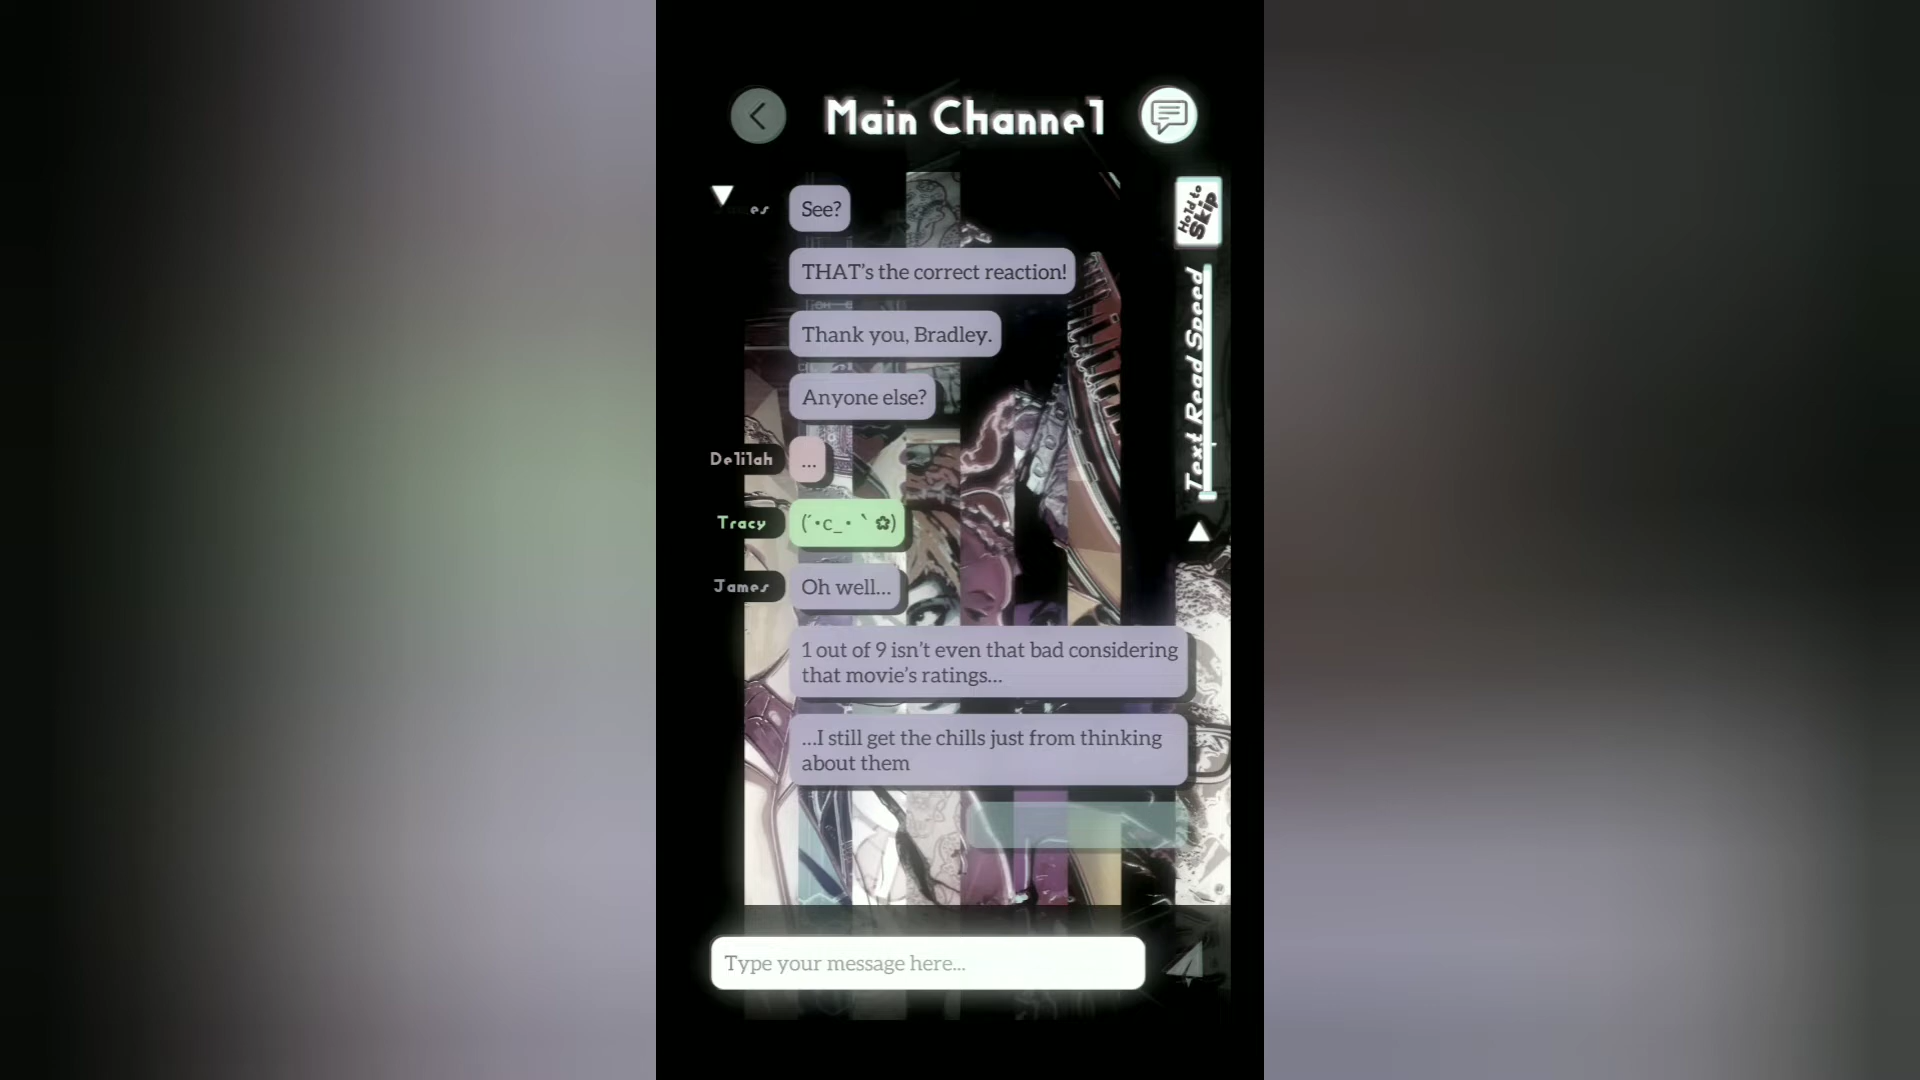 Main Channel
es
See?
Hold to
Skip
THAT's the correct reaction!
Thank you, Bradley.
Text Read Speed
Anyone else?
Delilah
...
Tracy
(´•c_•｀✿)
James
Oh well...
1 out of 9 isn't even that bad considering
that movie's ratings...
...I still get the chills just from thinking
about them
Type your message here...